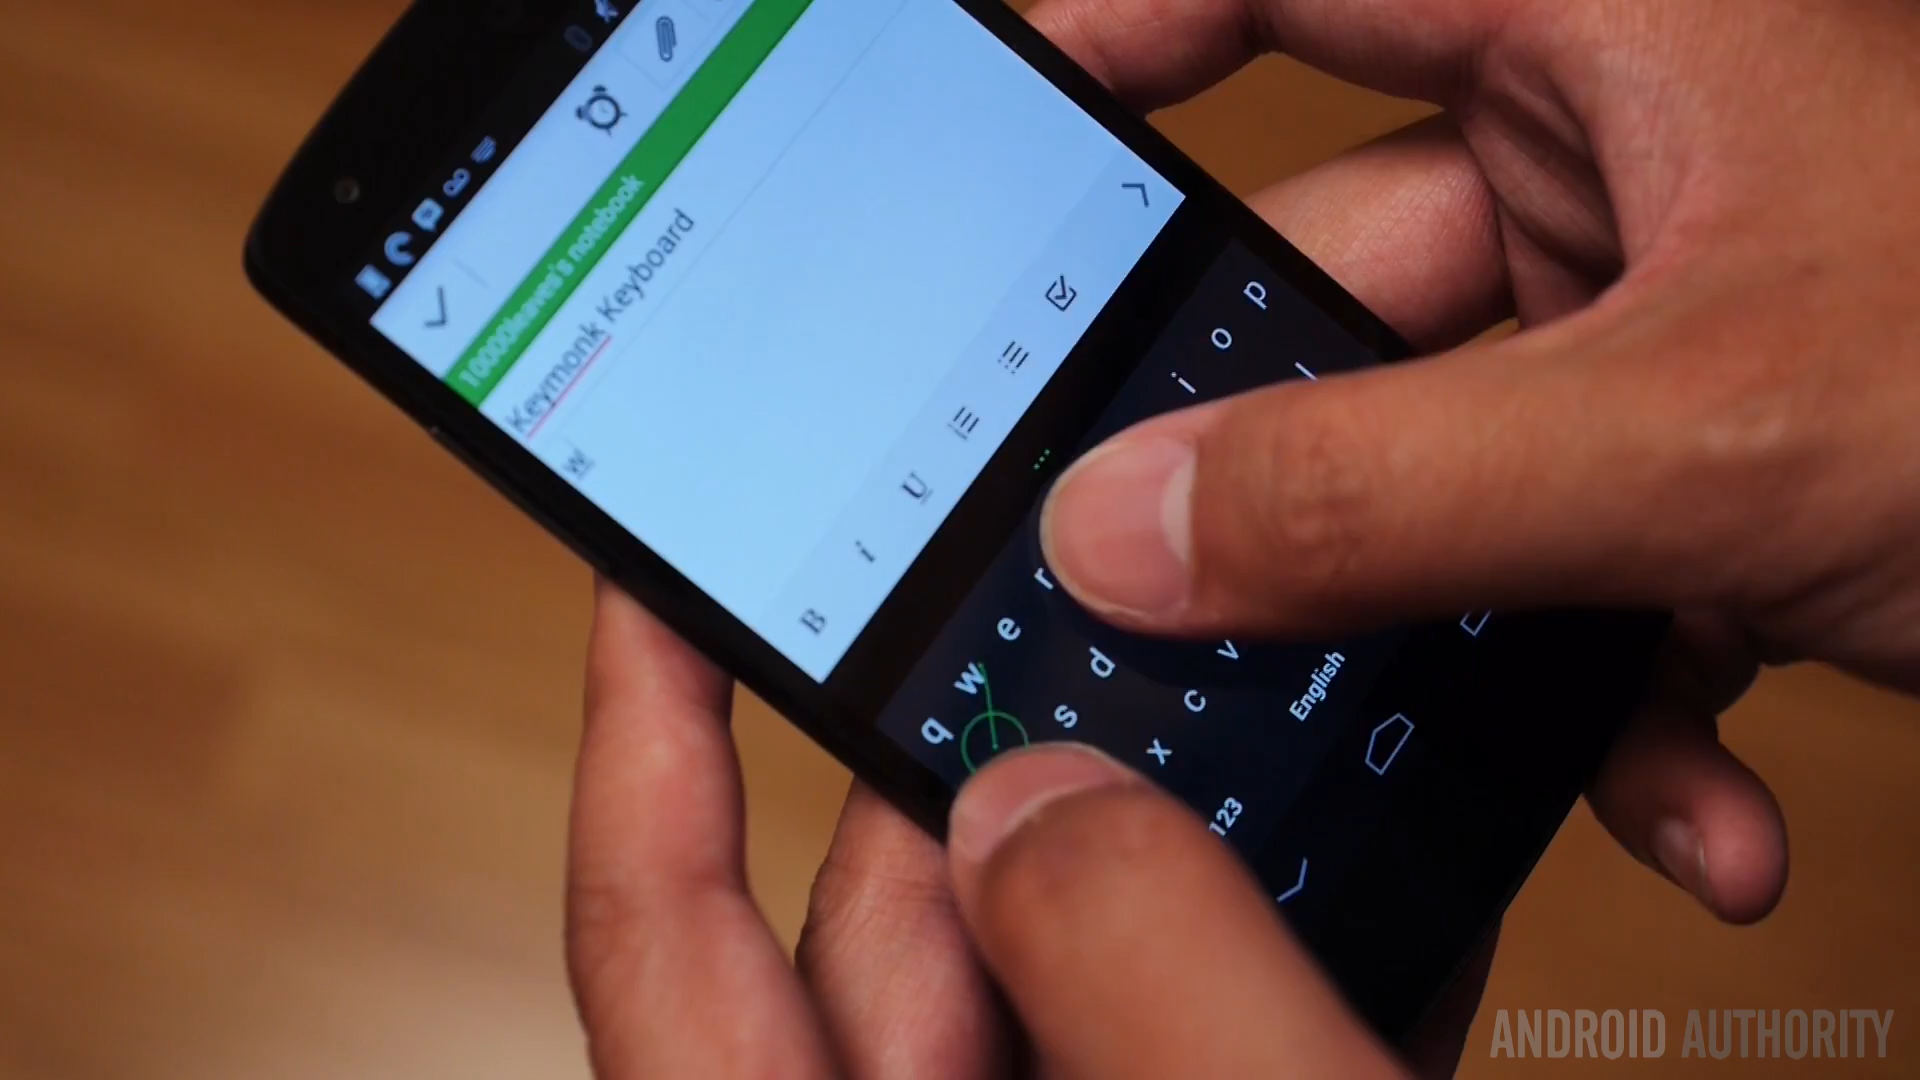 10000leaves's notebook
Keymonk Keyboard
w
B i U
q w e r i o p
s d l
x c v
123 English
ANDROID AUTHORITY